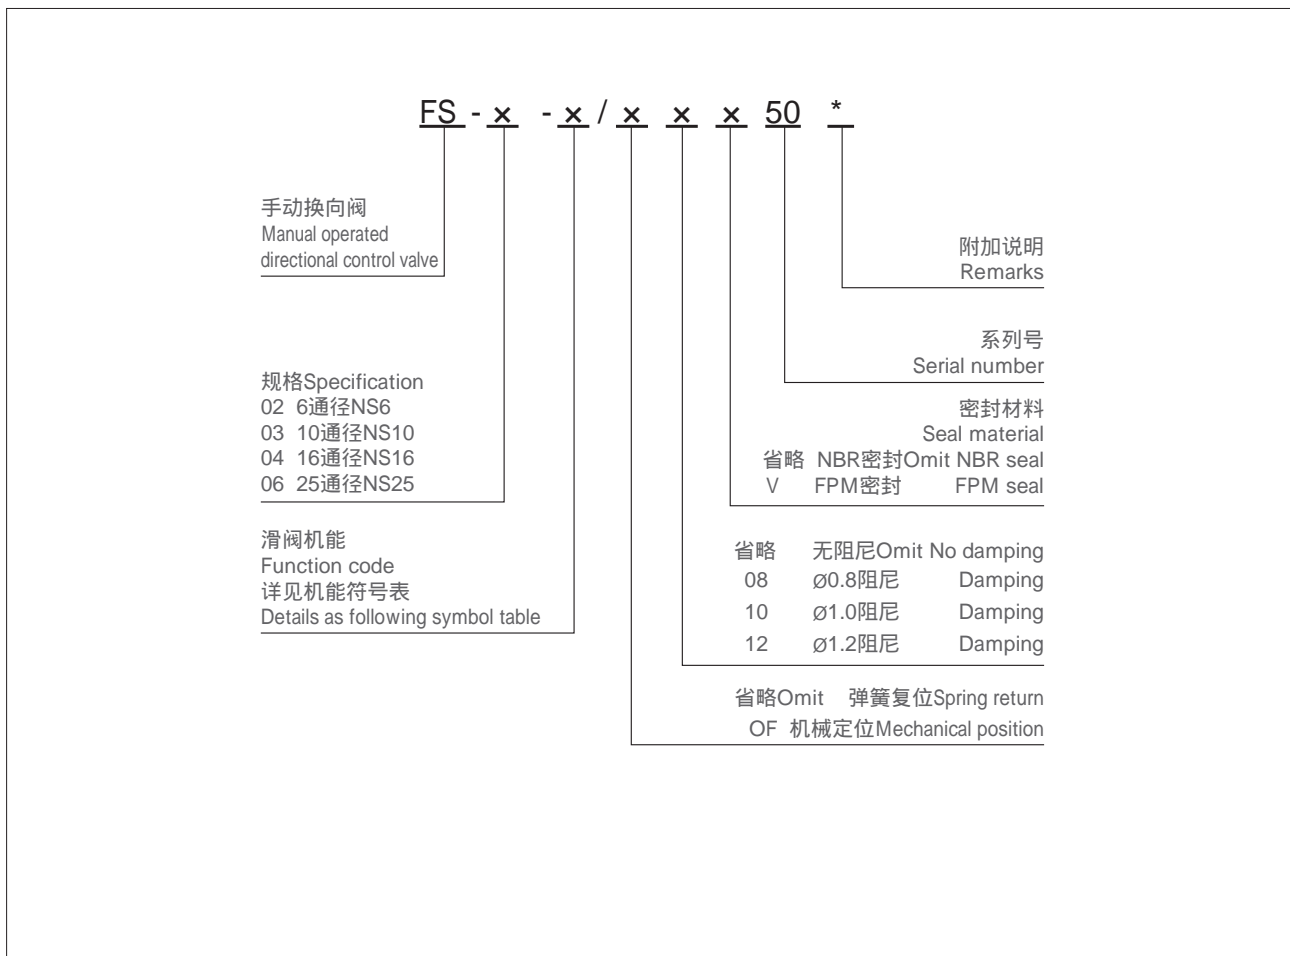 FS - × - × / × × × 50 *
手动换向阀
Manual operated
directional control valve
规格Specification
02 6通径NS6
03 10通径NS10
04 16通径NS16
06 25通径NS25
滑阀机能
Function code
详见机能符号表
Details as following symbol table
附加说明
Remarks
系列号
Serial number
密封材料
Seal material
省略 NBR密封Omit NBR seal
V FPM密封 FPM seal
省略 无阻尼Omit No damping
08 Ø0.8阻尼 Damping
10 Ø1.0阻尼 Damping
12 Ø1.2阻尼 Damping
省略Omit 弹簧复位Spring return
OF 机械定位Mechanical position